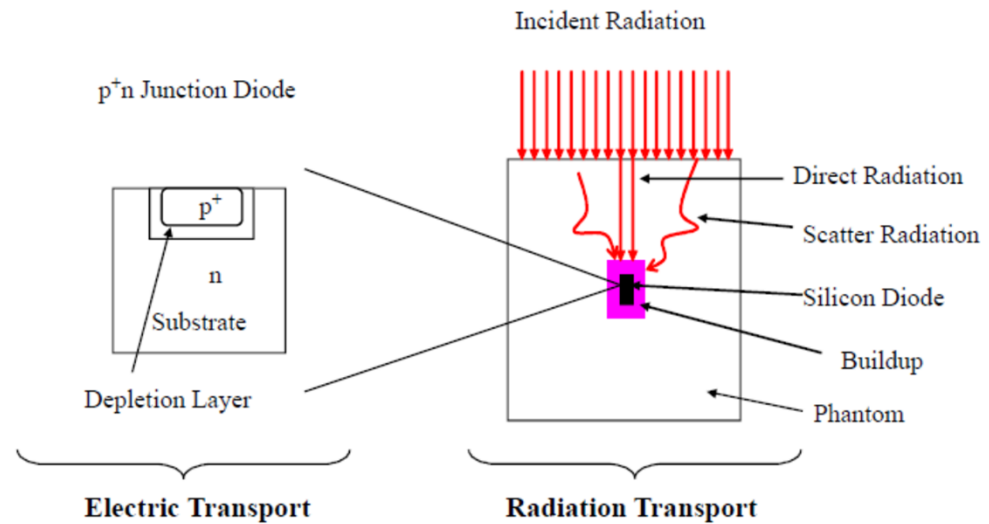 Incident Radiation
p⁺n Junction Diode
Direct Radiation
p⁺
Scatter Radiation
n
Silicon Diode
Substrate
Buildup
Depletion Layer
Phantom
Electric Transport
Radiation Transport